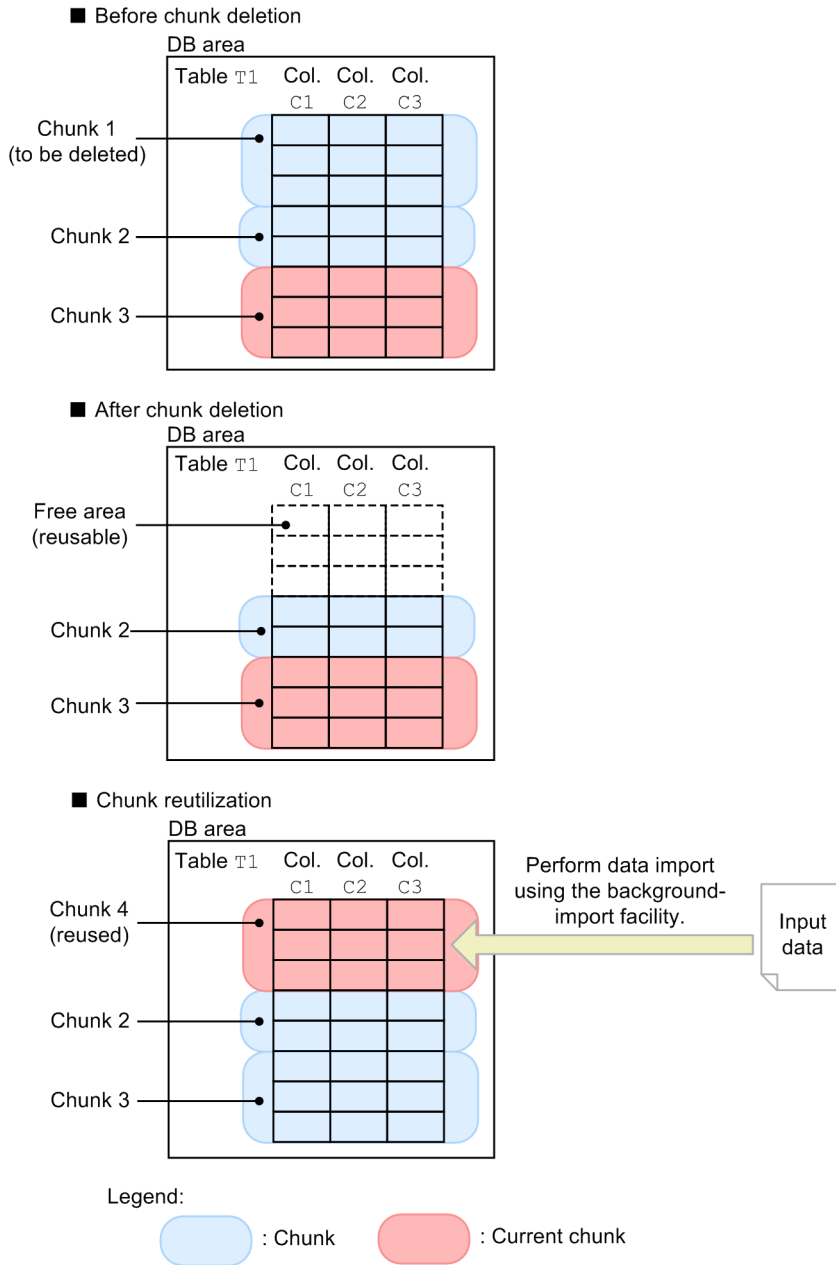 ■ Before chunk deletion
DB area
Table T1 Col. Col. Col.
C1 C2 C3
Chunk 1
(to be deleted)
Chunk 2
Chunk 3
■ After chunk deletion
DB area
Table T1 Col. Col. Col.
C1 C2 C3
Free area
(reusable)
Chunk 2
Chunk 3
■ Chunk reutilization
DB area
Table T1 Col. Col. Col.
C1 C2 C3
Chunk 4
(reused)
Chunk 2
Chunk 3
Perform data import
using the background-
import facility.
Input
data
Legend:
: Chunk
: Current chunk